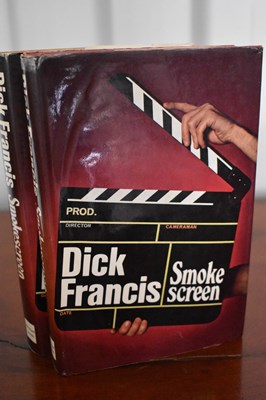 Dick Francis Smokescreen
PROD.
DIRECTOR CAMERAMAN
Dick Smoke
Francis screen
DATE